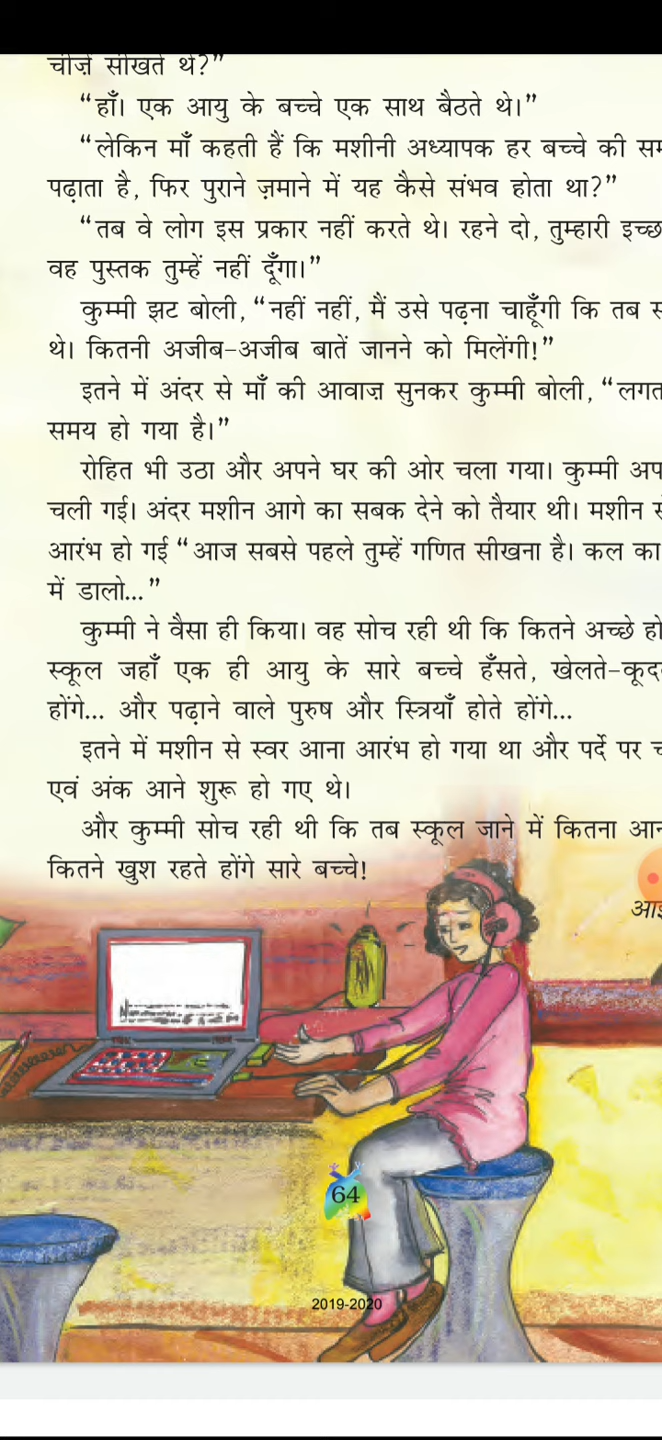 चीज़ें सीखते थे?”
“हाँ। एक आयु के बच्चे एक साथ बैठते थे।”
“लेकिन माँ कहती हैं कि मशीनी अध्यापक हर बच्चे की
पढ़ाता है, फिर पुराने ज़माने में यह कैसे संभव होता था?”
“तब वे लोग इस प्रकार नहीं करते थे। रहने दो, तुम्हारी
वह पुस्तक तुम्हें नहीं दूँगा।”
कुम्मी झट बोली, “नहीं नहीं, मैं उसे पढ़ना चाहूँगी कि तब
थे। कितनी अजीब-अजीब बातें जानने को मिलेंगी!”
इतने में अंदर से माँ की आवाज़ सुनकर कुम्मी बोली, “लगत
समय हो गया है।”
रोहित भी उठा और अपने घर की ओर चला गया। कुम्मी अप
चली गई। अंदर मशीन आगे का सबक देने को तैयार थी। मशीन
आरंभ हो गई “आज सबसे पहले तुम्हें गणित सीखना है। कल का
में डालो...”
कुम्मी ने वैसा ही किया। वह सोच रही थी कि कितने अच्छे हो
स्कूल जहाँ एक ही आयु के सारे बच्चे हँसते, खेलते-कूद
होंगे... और पढ़ाने वाले पुरुष और स्त्रियाँ होते होंगे...
इतने में मशीन से स्वर आना आरंभ हो गया था और पर्दे पर
एवं अंक आने शुरू हो गए थे।
और कुम्मी सोच रही थी कि तब स्कूल जाने में कितना आन
कितने खुश रहते होंगे सारे बच्चे!
64
2019-2020